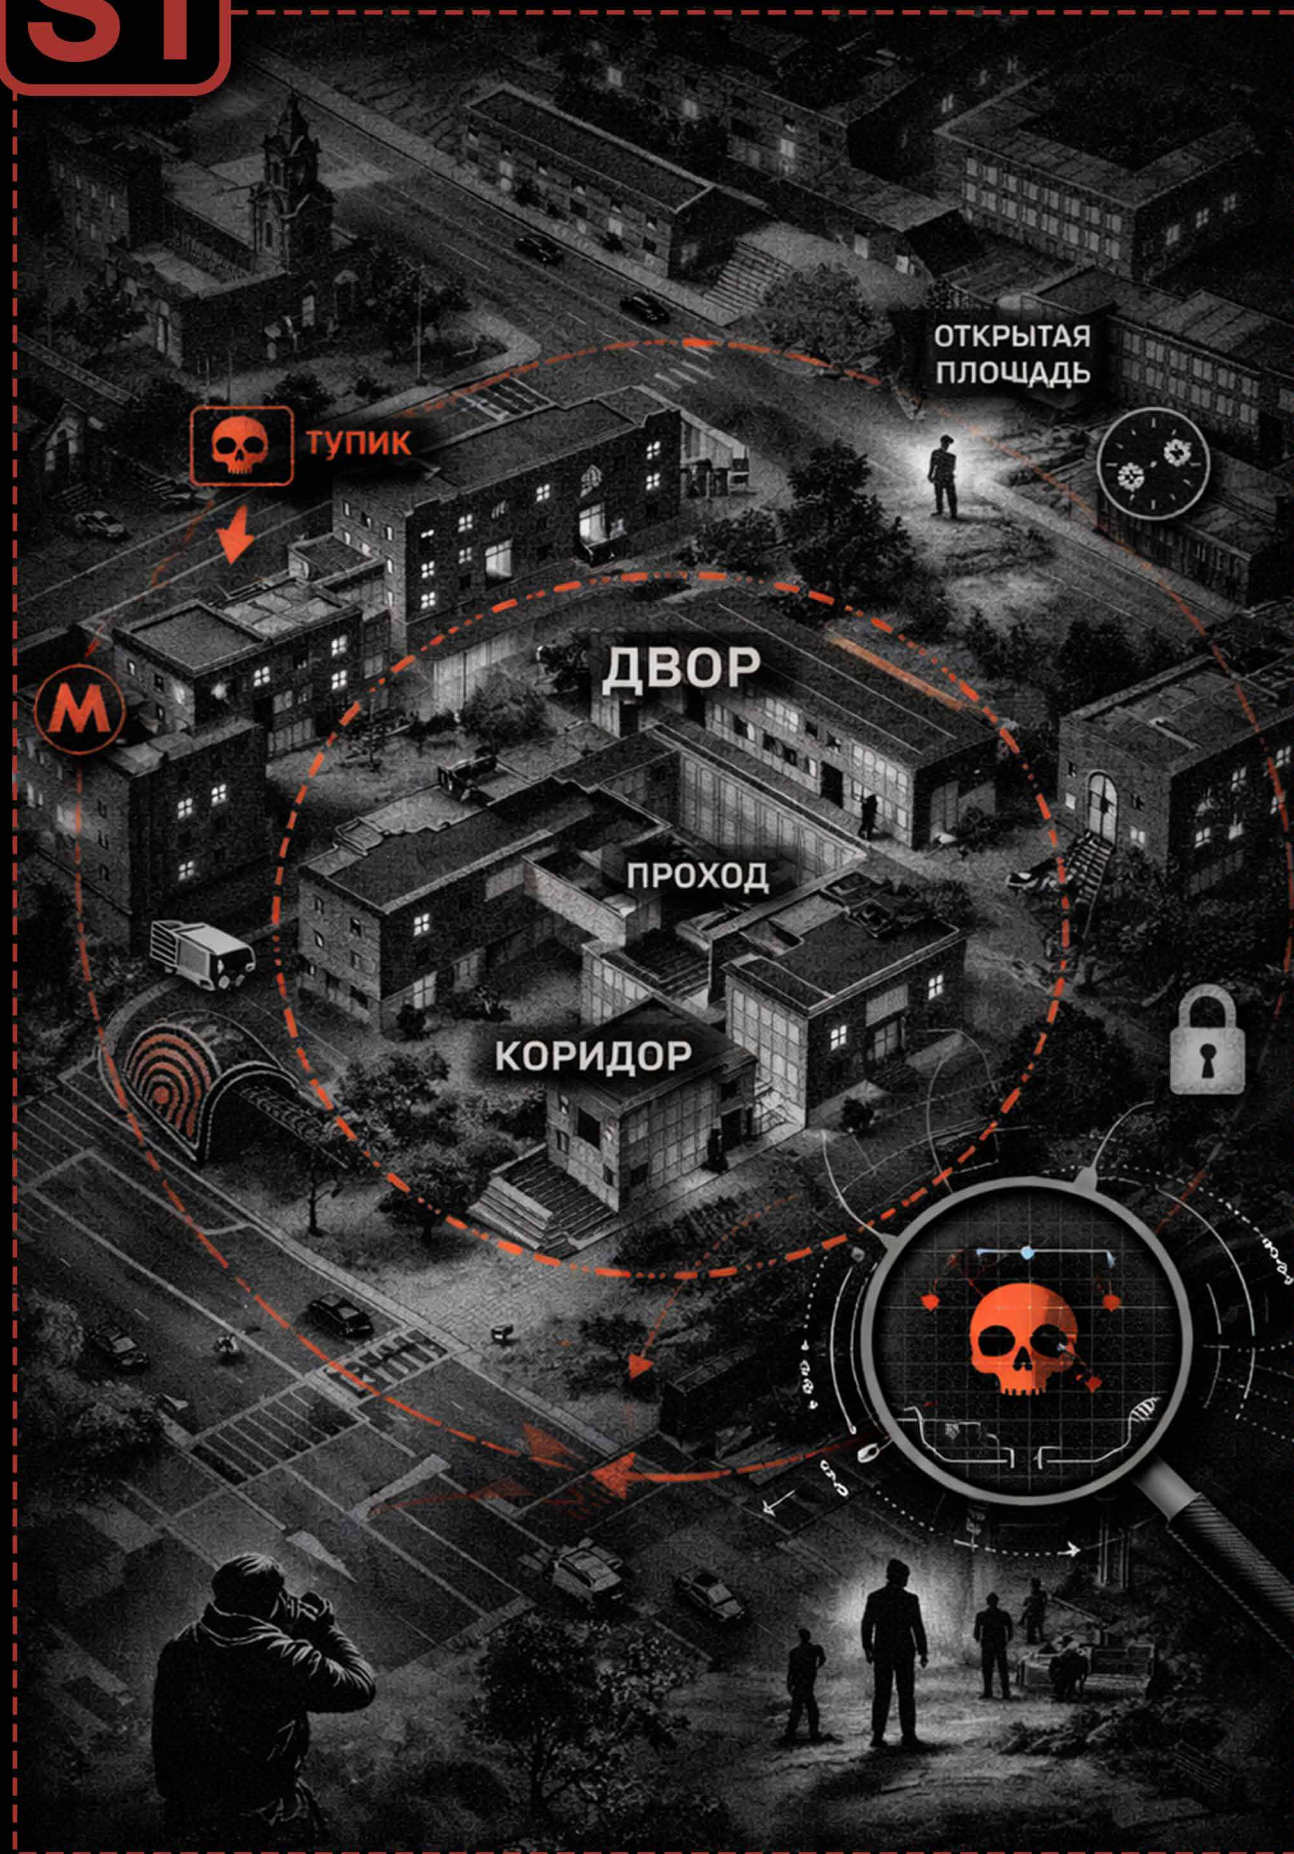 ОТКРЫТАЯ
ПЛОЩАДЬ
ТУПИК
ДВОР
М
ПРОХОД
КОРИДОР